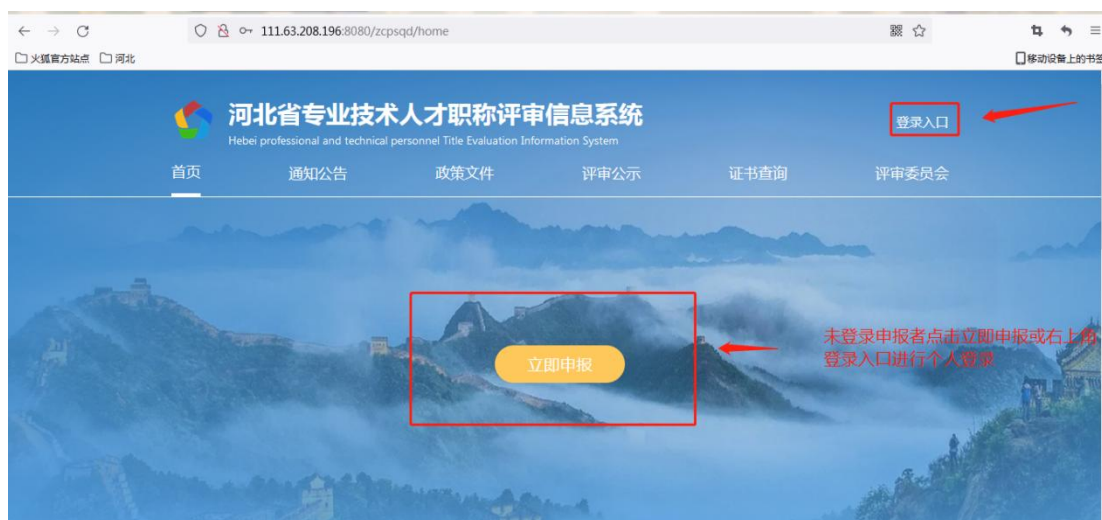 111.63.208.196:8080/zcpsqd/home
火狐官方站点 河北
移动设备上的书签
河北省专业技术人才职称评审信息系统
Hebei professional and technical personnel Title Evaluation Information System
登录入口
首页 通知公告 政策文件 评审公示 证书查询 评审委员会
立即申报
未登录申报者点击立即申报或右上角
登录入口进行个人登录